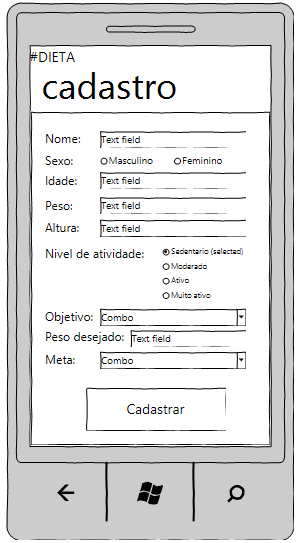 #DIETA
cadastro
Nome: Text field
Sexo: Masculino Feminino
Idade: Text field
Peso: Text field
Altura: Text field
Nivel de atividade: Sedentario (selected)
Moderado
Ativo
Muito ativo
Objetivo: Combo
Peso desejado: Text field
Meta: Combo
Cadastrar